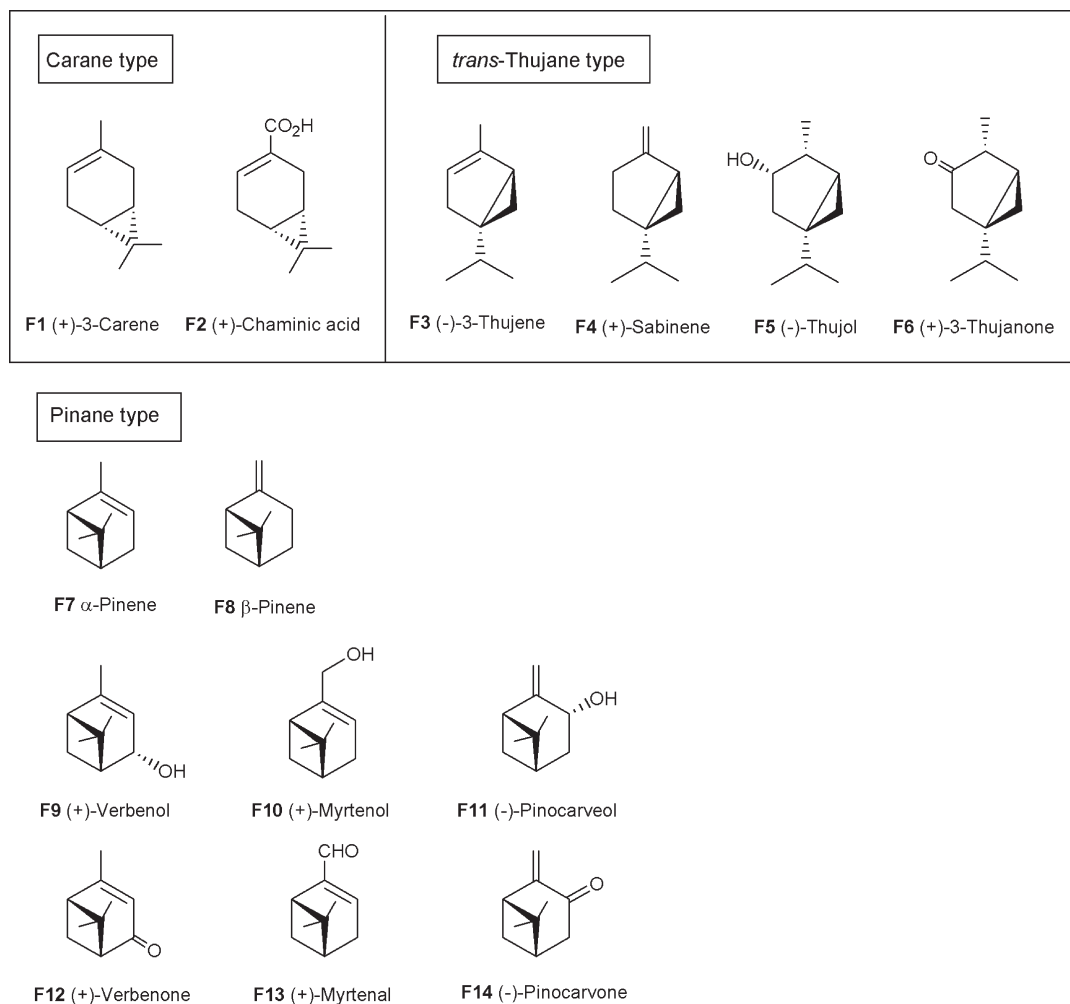 Carane type
trans-Thujane type
CO2H
HO
O
F1 (+)-3-Carene
F2 (+)-Chaminic acid
F3 (-)-3-Thujene
F4 (+)-Sabinene
F5 (-)-Thujol
F6 (+)-3-Thujanone
Pinane type
F7 α-Pinene
F8 β-Pinene
OH
OH
OH
F9 (+)-Verbenol
F10 (+)-Myrtenol
F11 (-)-Pinocarveol
CHO
O
O
F12 (+)-Verbenone
F13 (+)-Myrtenal
F14 (-)-Pinocarvone